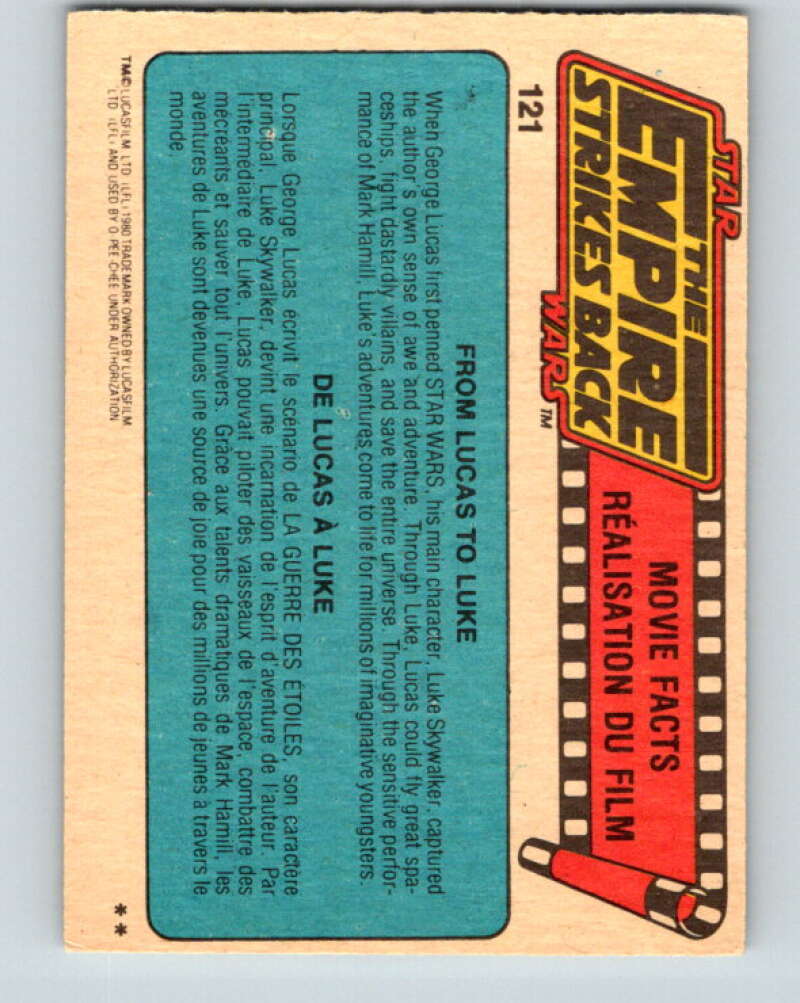 STAR
THE
EMPIRE
STRIKES BACK
WARS™
MOVIE FACTS
RÉALISATION DU FILM
121
FROM LUCAS TO LUKE
When George Lucas first penned STAR WARS, his main character, Luke Skywalker, captured
the author's own sense of awe and adventure. Through Luke, Lucas could fly great spa-
ceships, fight dastardly villains, and save the entire universe. Through the sensitive perfor-
mance of Mark Hamill, Luke's adventures come to life for millions of imaginative youngsters.
DE LUCAS À LUKE
Lorsque George Lucas écrivit le scénario de LA GUERRE DES ÉTOILES, son caractère
principal, Luke Skywalker, devint une incarnation de l'esprit d'aventure de l'auteur. Par
l'intermédiaire de Luke, Lucas pouvait piloter des vaisseaux de l'espace, combattre des
mécréants et sauver tout l'univers. Grâce aux talents dramatiques de Mark Hamill, les
aventures de Luke sont devenues une source de joie pour des millions de jeunes à travers le
monde.
TM© LUCASFILM, LTD. (LFL) 1980 TRADEMARK OWNED BY LUCASFILM
LTD. (LFL) AND USED BY O-PEE-CHEE UNDER AUTHORIZATION
**